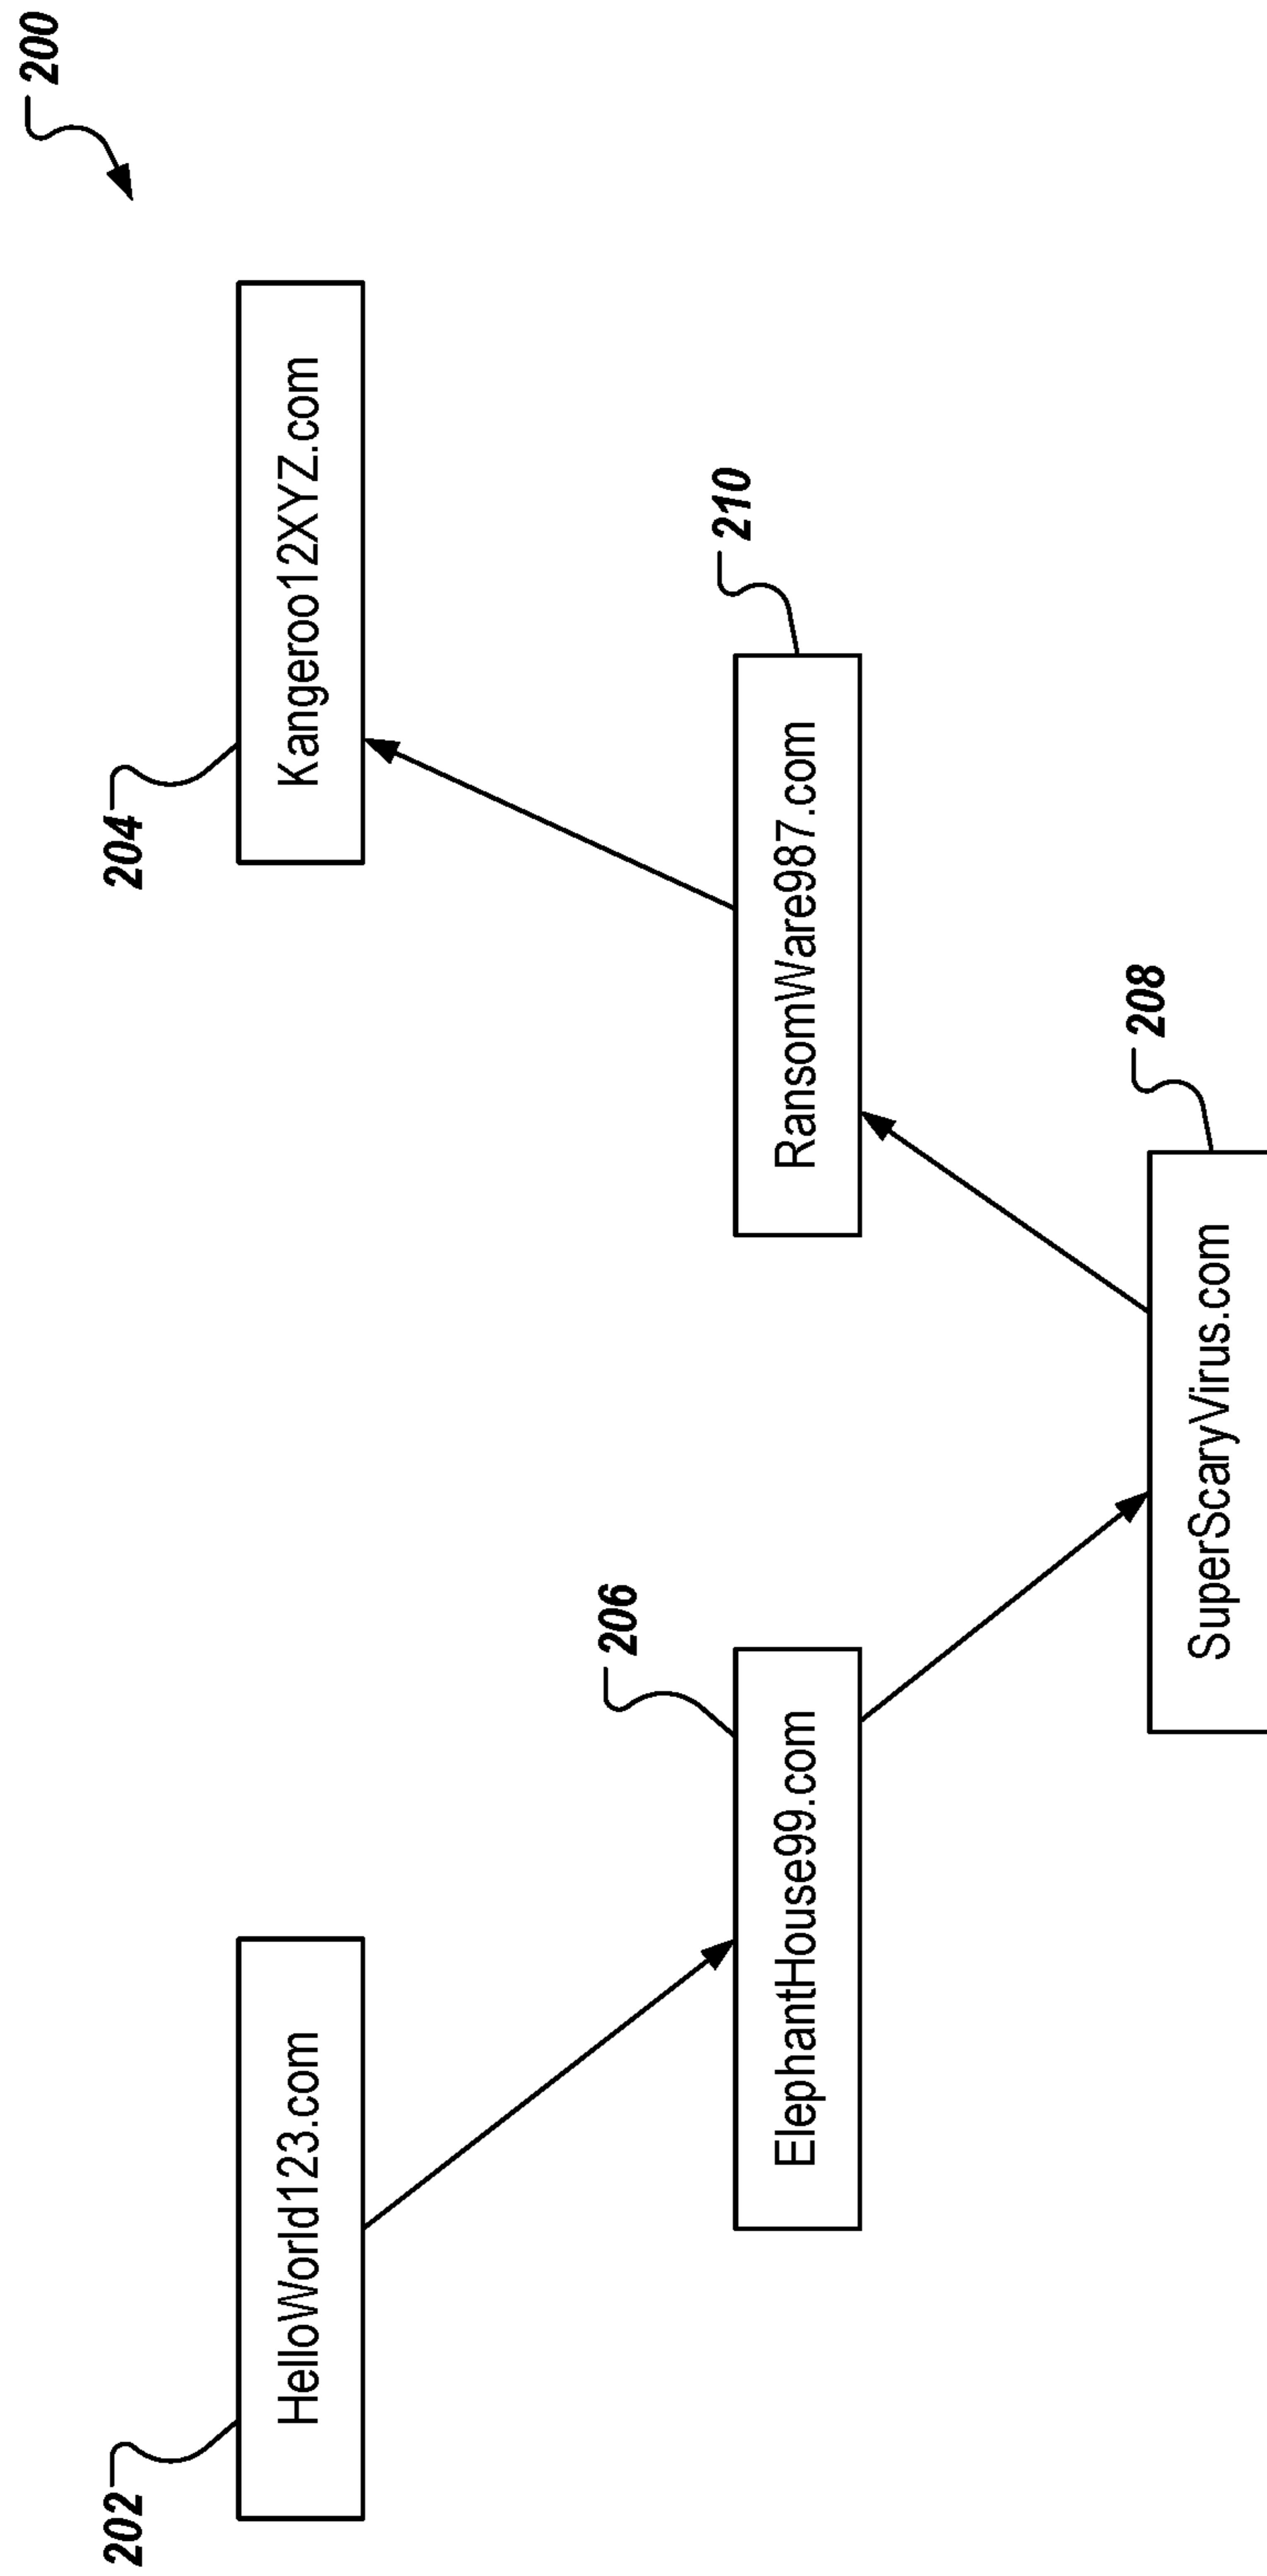 200
202
HelloWorld123.com
204
Kangeroo12XYZ.com
206
ElephantHouse99.com
210
RansomWare987.com
208
SuperScaryVirus.com